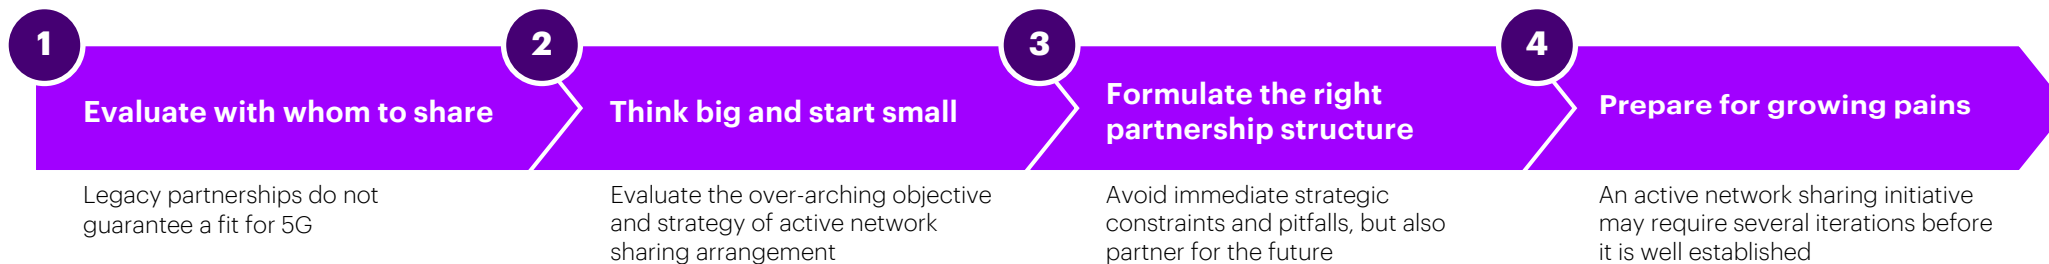 1
Evaluate with whom to share
Legacy partnerships do not
guarantee a fit for 5G
2
Think big and start small
Evaluate the over-arching objective
and strategy of active network
sharing arrangement
3
Formulate the right
partnership structure
Avoid immediate strategic
constraints and pitfalls, but also
partner for the future
4
Prepare for growing pains
An active network sharing initiative
may require several iterations before
it is well established